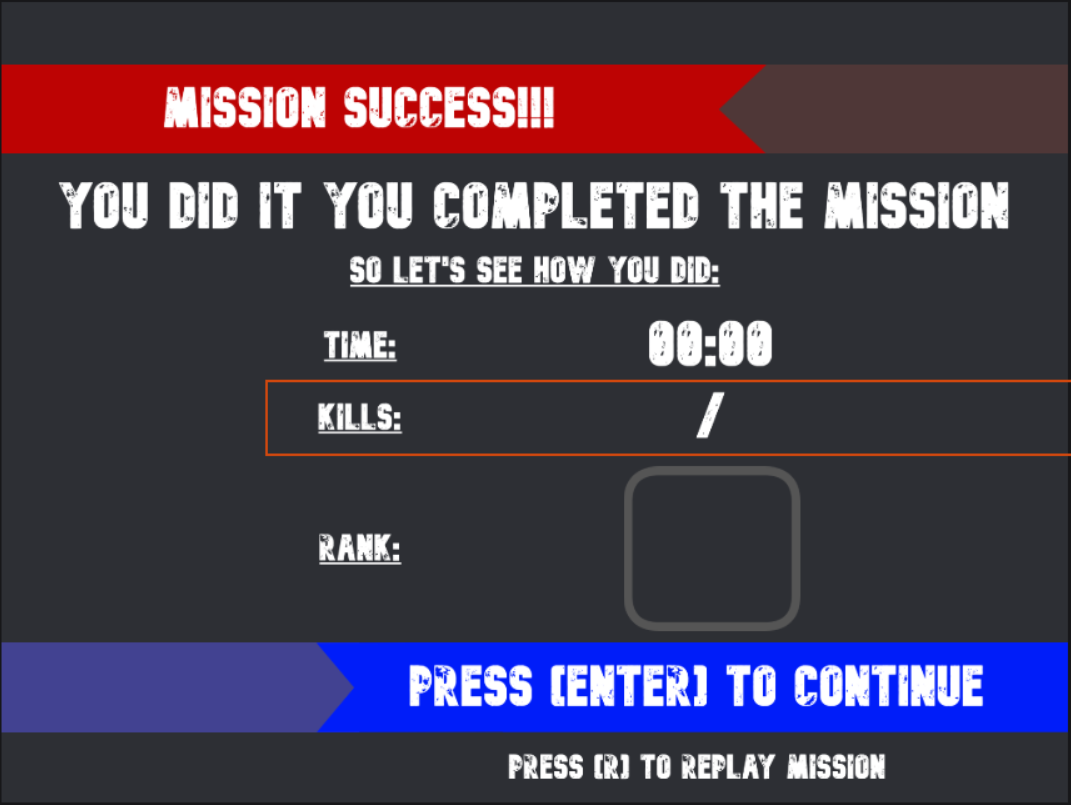 MISSION SUCCESS!!!
YOU DID IT YOU COMPLETED THE MISSION
SO LET'S SEE HOW YOU DID:
TIME: 00:00
KILLS: /
RANK:
PRESS [ENTER] TO CONTINUE
PRESS [R] TO REPLAY MISSION